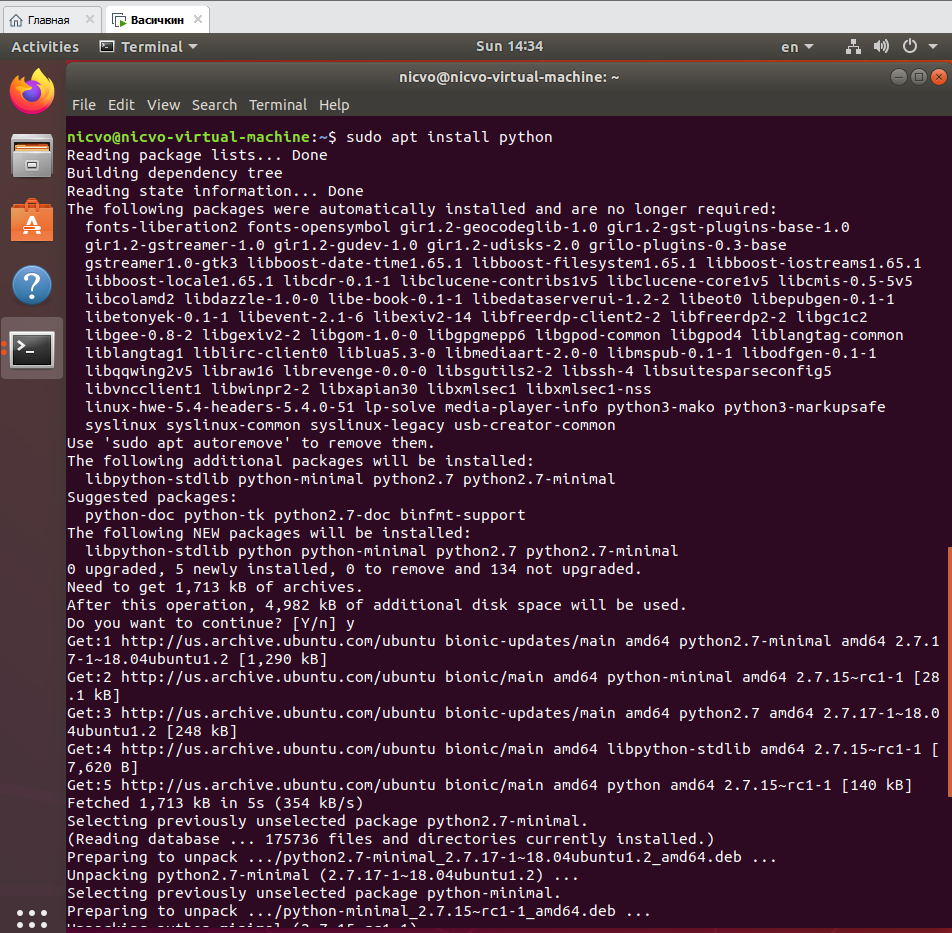 Главная
Васичкин
Activities Terminal Sun 14:34 en
nicvo@nicvo-virtual-machine: ~
File Edit View Search Terminal Help
nicvo@nicvo-virtual-machine:~$ sudo apt install python
Reading package lists... Done
Building dependency tree
Reading state information... Done
The following packages were automatically installed and are no longer required:
fonts-liberation2 fonts-opensymbol gir1.2-geocodeglib-1.0 gir1.2-gst-plugins-base-1.0
gir1.2-gstreamer-1.0 gir1.2-gudev-1.0 gir1.2-udisks-2.0 grilo-plugins-0.3-base
gstreamer1.0-gtk3 libboost-date-time1.65.1 libboost-filesystem1.65.1 libboost-iostreams1.65.1
libboost-locale1.65.1 libcdr-0.1-1 libclucene-contribs1v5 libclucene-core1v5 libcmis-0.5-5v5
libcolamd2 libdazzle-1.0-0 libe-book-0.1-1 libedataserverui-1.2-2 libeot0 libepubgen-0.1-1
libetonyek-0.1-1 libevent-2.1-6 libexiv2-14 libfreerdp-client2-2 libfreerdp2-2 libgc1c2
libgee-0.8-2 libgexiv2-2 libgom-1.0-0 libgpgmepp6 libgpod-common libgpod4 liblangtag-common
liblangtag1 liblirc-client0 liblua5.3-0 libmediaart-2.0-0 libmspub-0.1-1 libodfgen-0.1-1
libqqwing2v5 libraw16 librevenge-0.0-0 libsgutils2-2 libssh-4 libsuitesparseconfig5
libvncclient1 libwinpr2-2 libxapian30 libxmlsec1 libxmlsec1-nss
linux-hwe-5.4-headers-5.4.0-51 lp-solve media-player-info python3-mako python3-markupsafe
syslinux syslinux-common syslinux-legacy usb-creator-common
Use 'sudo apt autoremove' to remove them.
The following additional packages will be installed:
libpython-stdlib python-minimal python2.7 python2.7-minimal
Suggested packages:
python-doc python-tk python2.7-doc binfmt-support
The following NEW packages will be installed:
libpython-stdlib python python-minimal python2.7 python2.7-minimal
0 upgraded, 5 newly installed, 0 to remove and 134 not upgraded.
Need to get 1,713 kB of archives.
After this operation, 4,982 kB of additional disk space will be used.
Do you want to continue? [Y/n] y
Get:1 http://us.archive.ubuntu.com/ubuntu bionic-updates/main amd64 python2.7-minimal amd64 2.7.1
7-1~18.04ubuntu1.2 [1,290 kB]
Get:2 http://us.archive.ubuntu.com/ubuntu bionic/main amd64 python-minimal amd64 2.7.15~rc1-1 [28
.1 kB]
Get:3 http://us.archive.ubuntu.com/ubuntu bionic-updates/main amd64 python2.7 amd64 2.7.17-1~18.0
4ubuntu1.2 [248 kB]
Get:4 http://us.archive.ubuntu.com/ubuntu bionic/main amd64 libpython-stdlib amd64 2.7.15~rc1-1 [
7,620 B]
Get:5 http://us.archive.ubuntu.com/ubuntu bionic/main amd64 python amd64 2.7.15~rc1-1 [140 kB]
Fetched 1,713 kB in 5s (354 kB/s)
Selecting previously unselected package python2.7-minimal.
(Reading database ... 175736 files and directories currently installed.)
Preparing to unpack .../python2.7-minimal_2.7.17-1~18.04ubuntu1.2_amd64.deb ...
Unpacking python2.7-minimal (2.7.17-1~18.04ubuntu1.2) ...
Selecting previously unselected package python-minimal.
Preparing to unpack .../python-minimal_2.7.15~rc1-1_amd64.deb ...